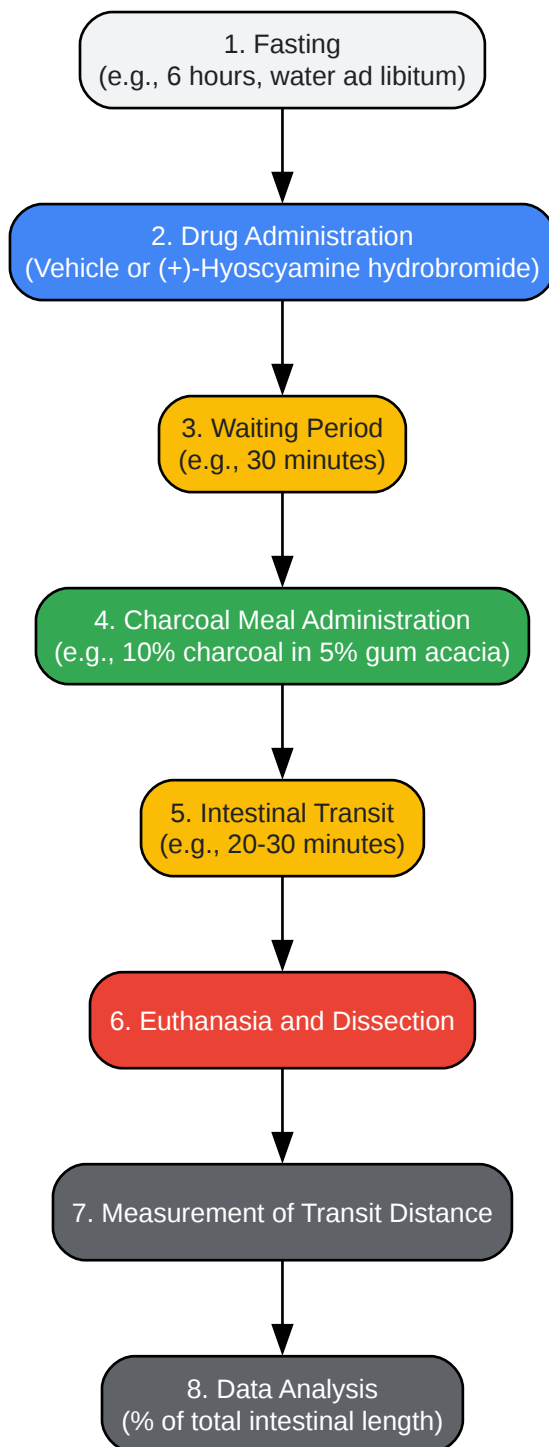 1. Fasting
(e.g., 6 hours, water ad libitum)
2. Drug Administration
(Vehicle or (+)-Hyoscyamine hydrobromide)
3. Waiting Period
(e.g., 30 minutes)
4. Charcoal Meal Administration
(e.g., 10% charcoal in 5% gum acacia)
5. Intestinal Transit
(e.g., 20-30 minutes)
6. Euthanasia and Dissection
7. Measurement of Transit Distance
8. Data Analysis
(% of total intestinal length)